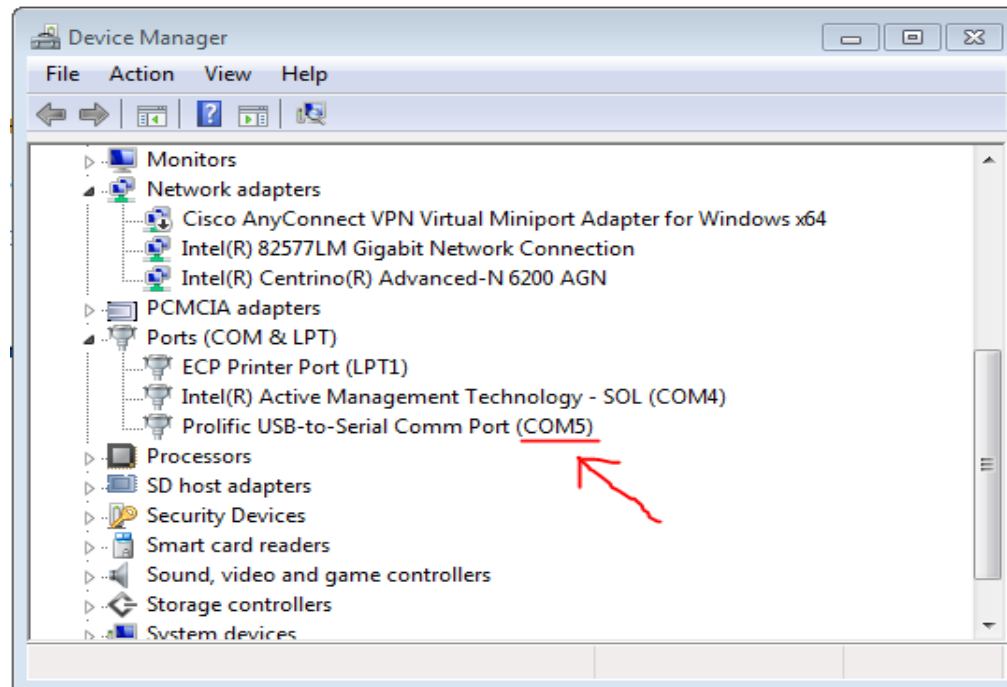 Device Manager
File Action View Help
Monitors
Network adapters
Cisco AnyConnect VPN Virtual Miniport Adapter for Windows x64
Intel(R) 82577LM Gigabit Network Connection
Intel(R) Centrino(R) Advanced-N 6200 AGN
PCMCIA adapters
Ports (COM & LPT)
ECP Printer Port (LPT1)
Intel(R) Active Management Technology - SOL (COM4)
Prolific USB-to-Serial Comm Port (COM5)
Processors
SD host adapters
Security Devices
Smart card readers
Sound, video and game controllers
Storage controllers
System devices